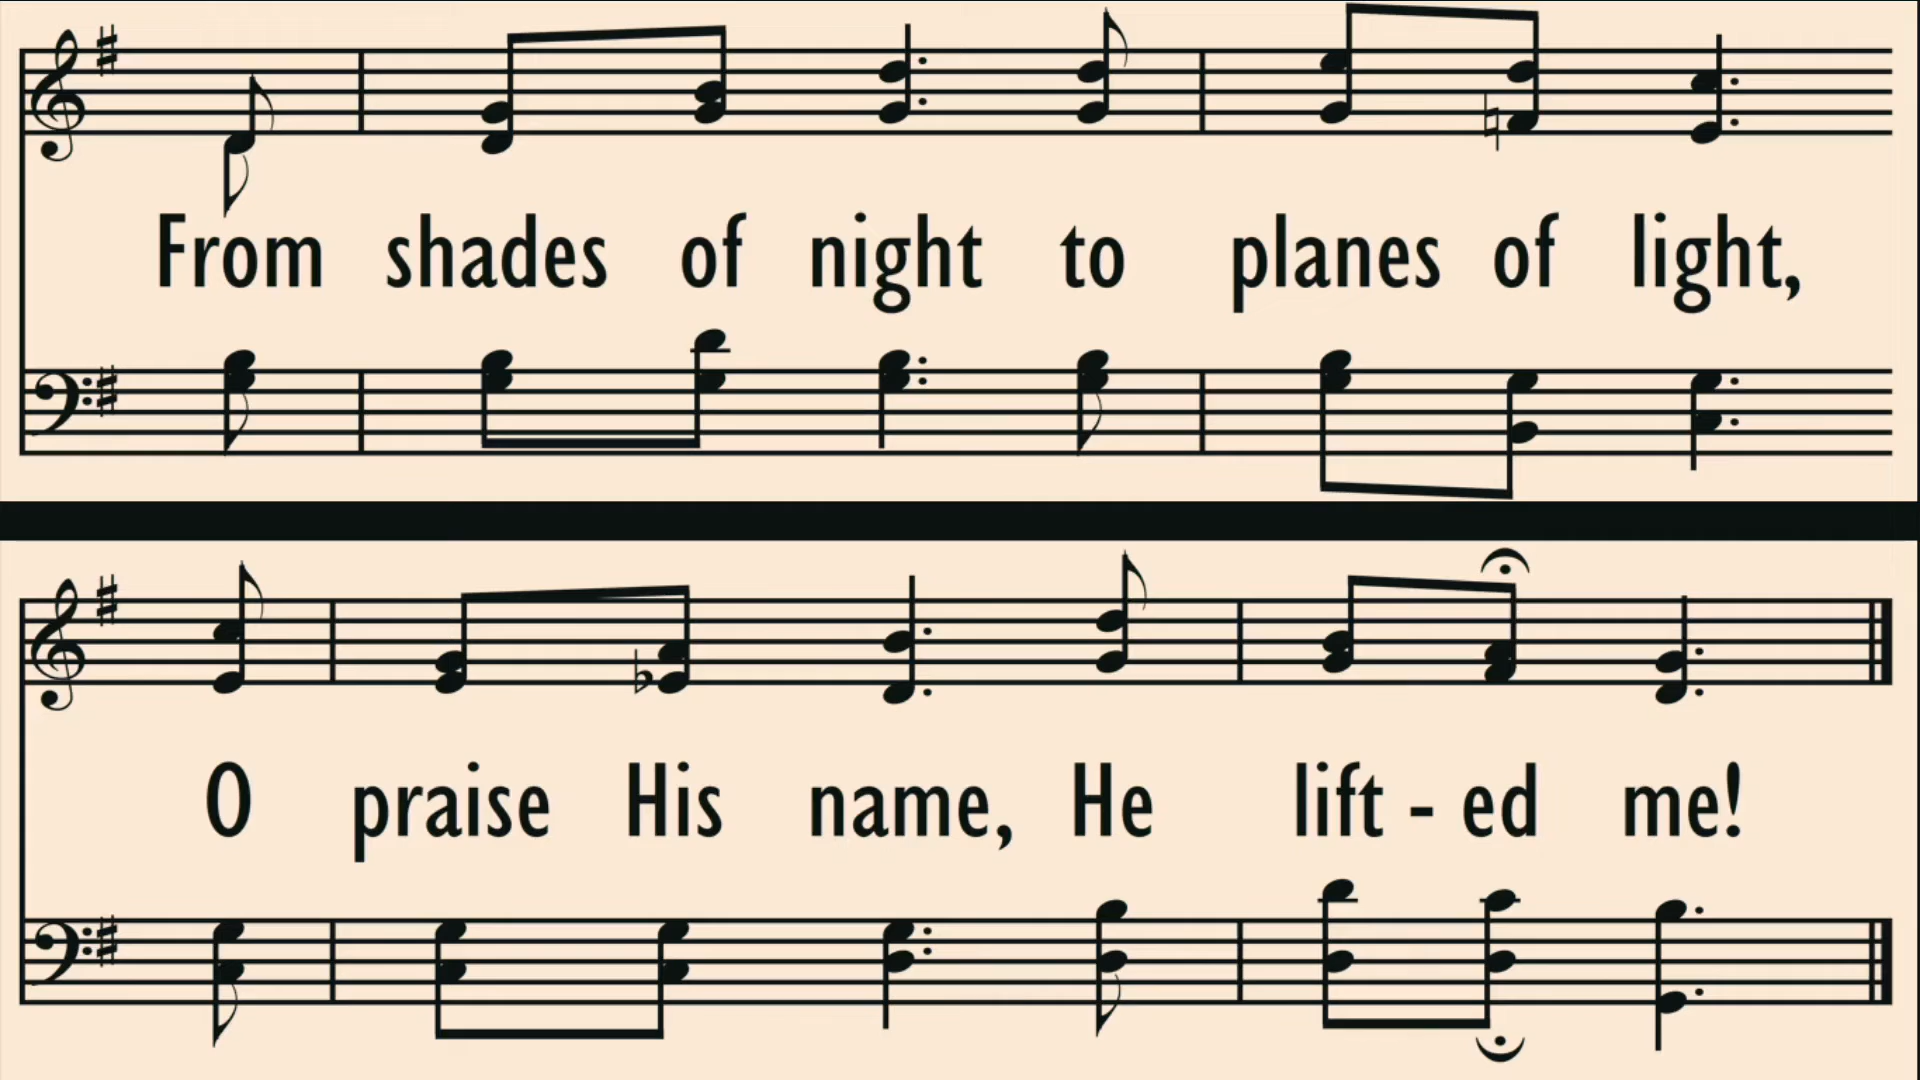 From shades of night to planes of light,
O praise His name, He lift - ed me!